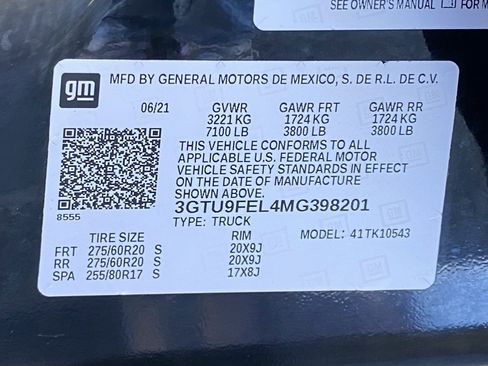 SEE OWNER'S MANUAL FOR M
gm
MFD BY GENERAL MOTORS DE MEXICO, S. DE R.L. DE C.V.
06/21 GVWR GAWR FRT GAWR RR
3221 KG 1724 KG 1724 KG
7100 LB 3800 LB 3800 LB
THIS VEHICLE CONFORMS TO ALL
APPLICABLE U.S. FEDERAL MOTOR
VEHICLE SAFETY STANDARDS IN EFFECT
ON THE DATE OF MANUFACTURE
SHOWN ABOVE.
8555
3GTU9FEL4MG398201
TYPE: TRUCK
TIRE SIZE RIM MODEL: 41TK10543
FRT 275/60R20 S 20X9J
RR 275/60R20 S 20X9J
SPA 255/80R17 S 17X8J